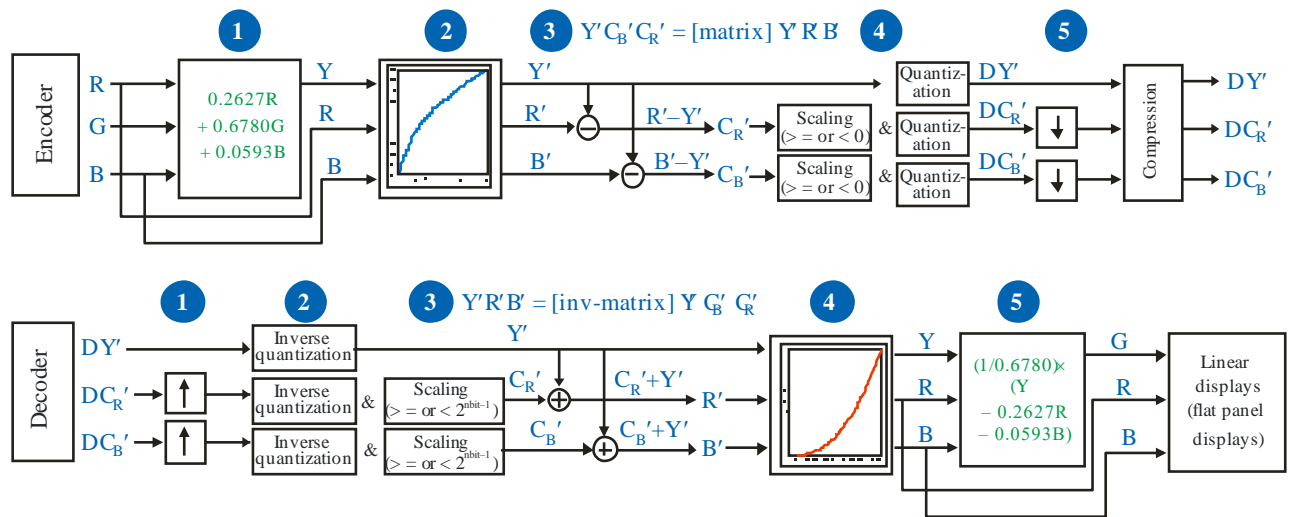 1
2
3
Y′C_B′C_R′ = [matrix] Y′ R′ B′
4
5
Encoder
R
G
B
0.2627R
+ 0.6780G
+ 0.0593B
Y
R
B
Y′
R′
B′
R′–Y′
B′–Y′
C_R′
C_B′
Scaling
(> = or < 0)
Scaling
(> = or < 0)
&
&
Quantiz-
ation
Quantiz-
ation
Quantiz-
ation
DY′
DC_R′
DC_B′
Compression
DY′
DC_R′
DC_B′
1
2
3
Y′R′B′ = [inv-matrix] Y′ C_B′ C_R′
4
5
Decoder
DY′
DC_R′
DC_B′
Inverse
quantization
Inverse
quantization
Inverse
quantization
&
&
Scaling
(> = or < 2^nbit–1)
Scaling
(> = or < 2^nbit–1)
Y′
C_R′
C_B′
C_R′+Y′
C_B′+Y′
R′
B′
Y
R
B
(1/0.6780)×
(Y
– 0.2627R
– 0.0593B)
G
R
B
Linear
displays
(flat panel
displays)